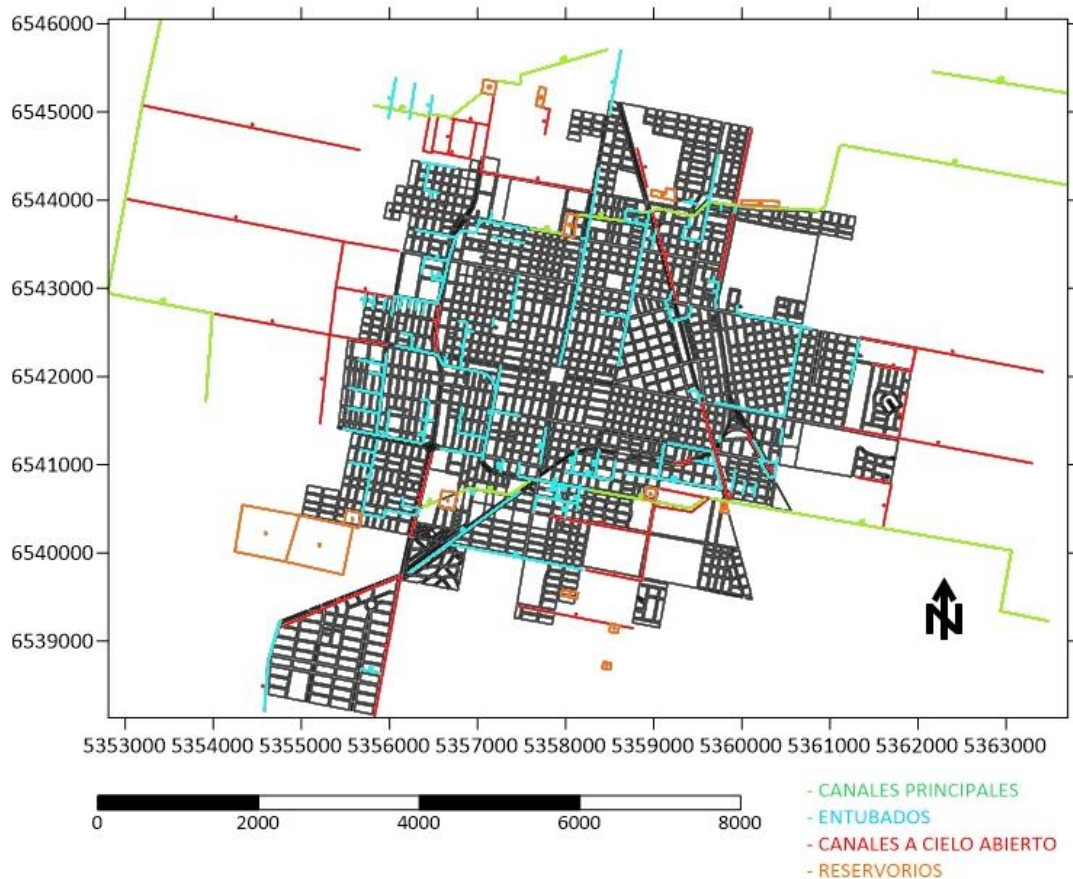 6546000
6545000
6544000
6543000
6542000
6541000
6540000
6539000
5353000 5354000 5355000 5356000 5357000 5358000 5359000 5360000 5361000 5362000 5363000
N
0 2000 4000 6000 8000
- CANALES PRINCIPALES
- ENTUBADOS
- CANALES A CIELO ABIERTO
- RESERVORIOS